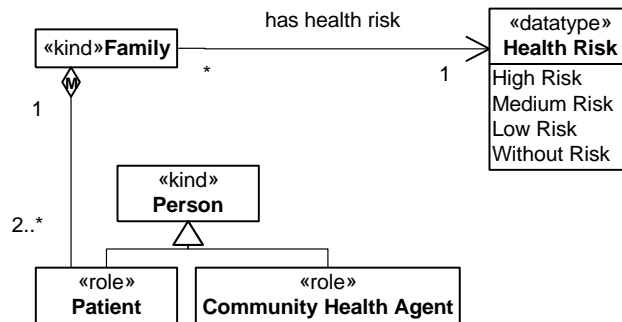 has health risk
«datatype»
Health Risk
«kind»Family
*
1
High Risk
Medium Risk
Low Risk
Without Risk
M
1
«kind»
Person
2..*
«role»
Patient
«role»
Community Health Agent